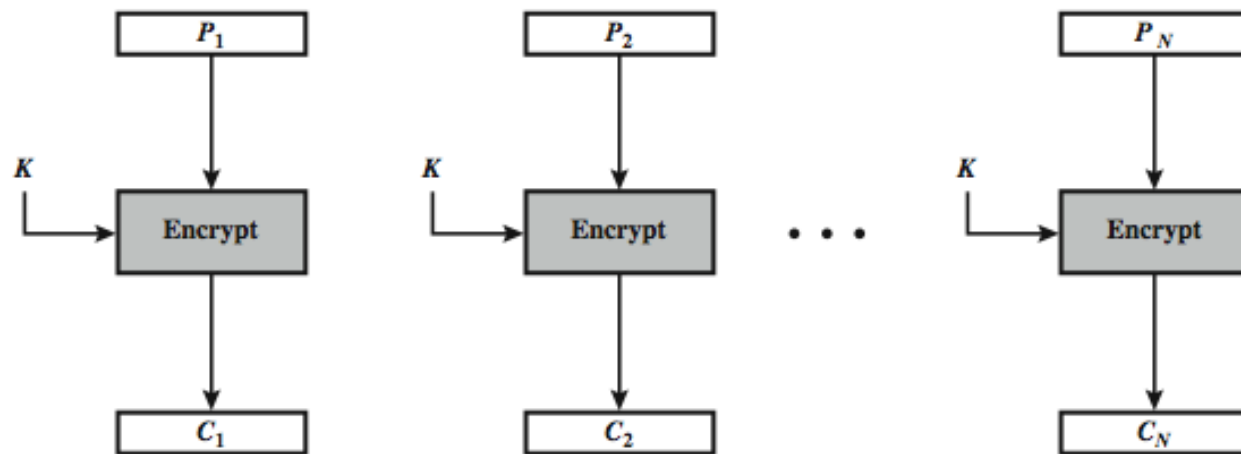 P1 P2 PN
K K K
Encrypt Encrypt • • • Encrypt
C1 C2 CN